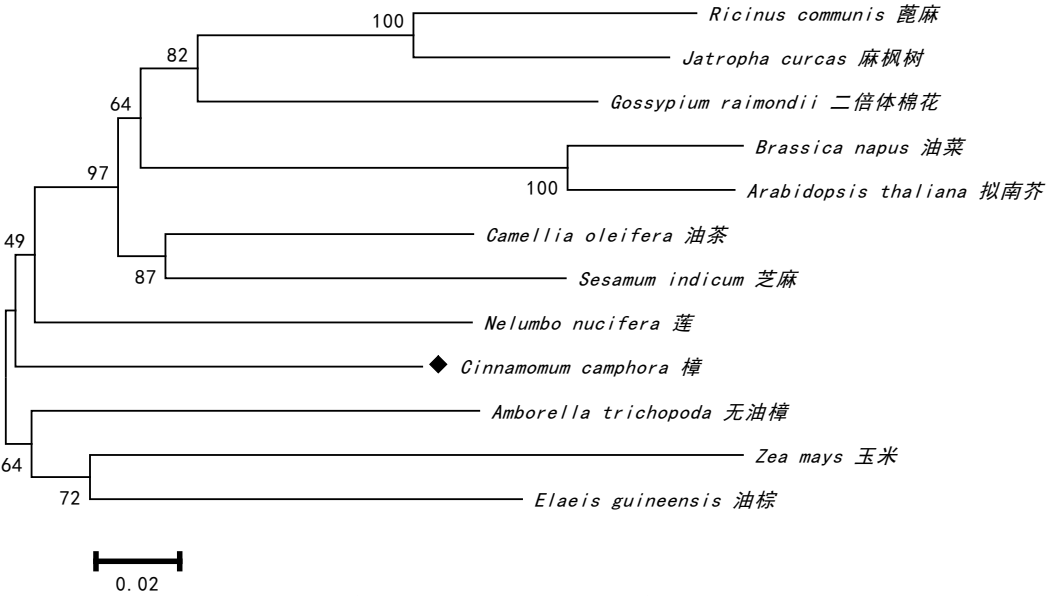 100
Ricinus communis 蓖麻
Jatropha curcas 麻枫树
82
Gossypium raimondii 二倍体棉花
64
Brassica napus 油菜
100
Arabidopsis thaliana 拟南芥
97
Camellia oleifera 油茶
87
Sesamum indicum 芝麻
49
Nelumbo nucifera 莲
Cinnamomum camphora 樟
Amborella trichopoda 无油樟
64
Zea mays 玉米
72
Elaeis guineensis 油棕
0.02